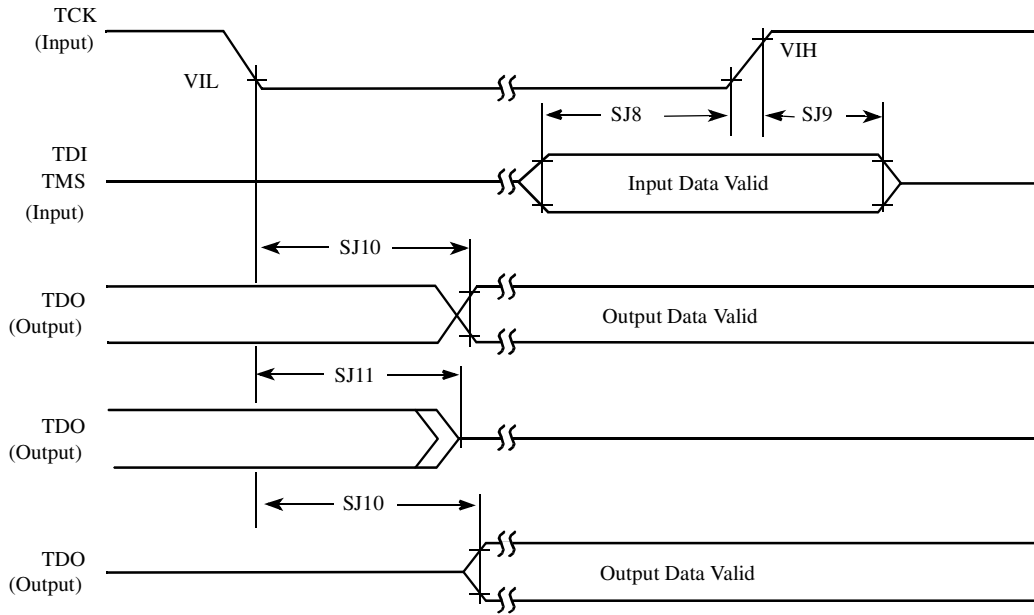 TCK
(Input)
VIH
VIL
SJ8
SJ9
TDI
TMS
(Input)
Input Data Valid
SJ10
TDO
(Output)
Output Data Valid
SJ11
TDO
(Output)
SJ10
TDO
(Output)
Output Data Valid